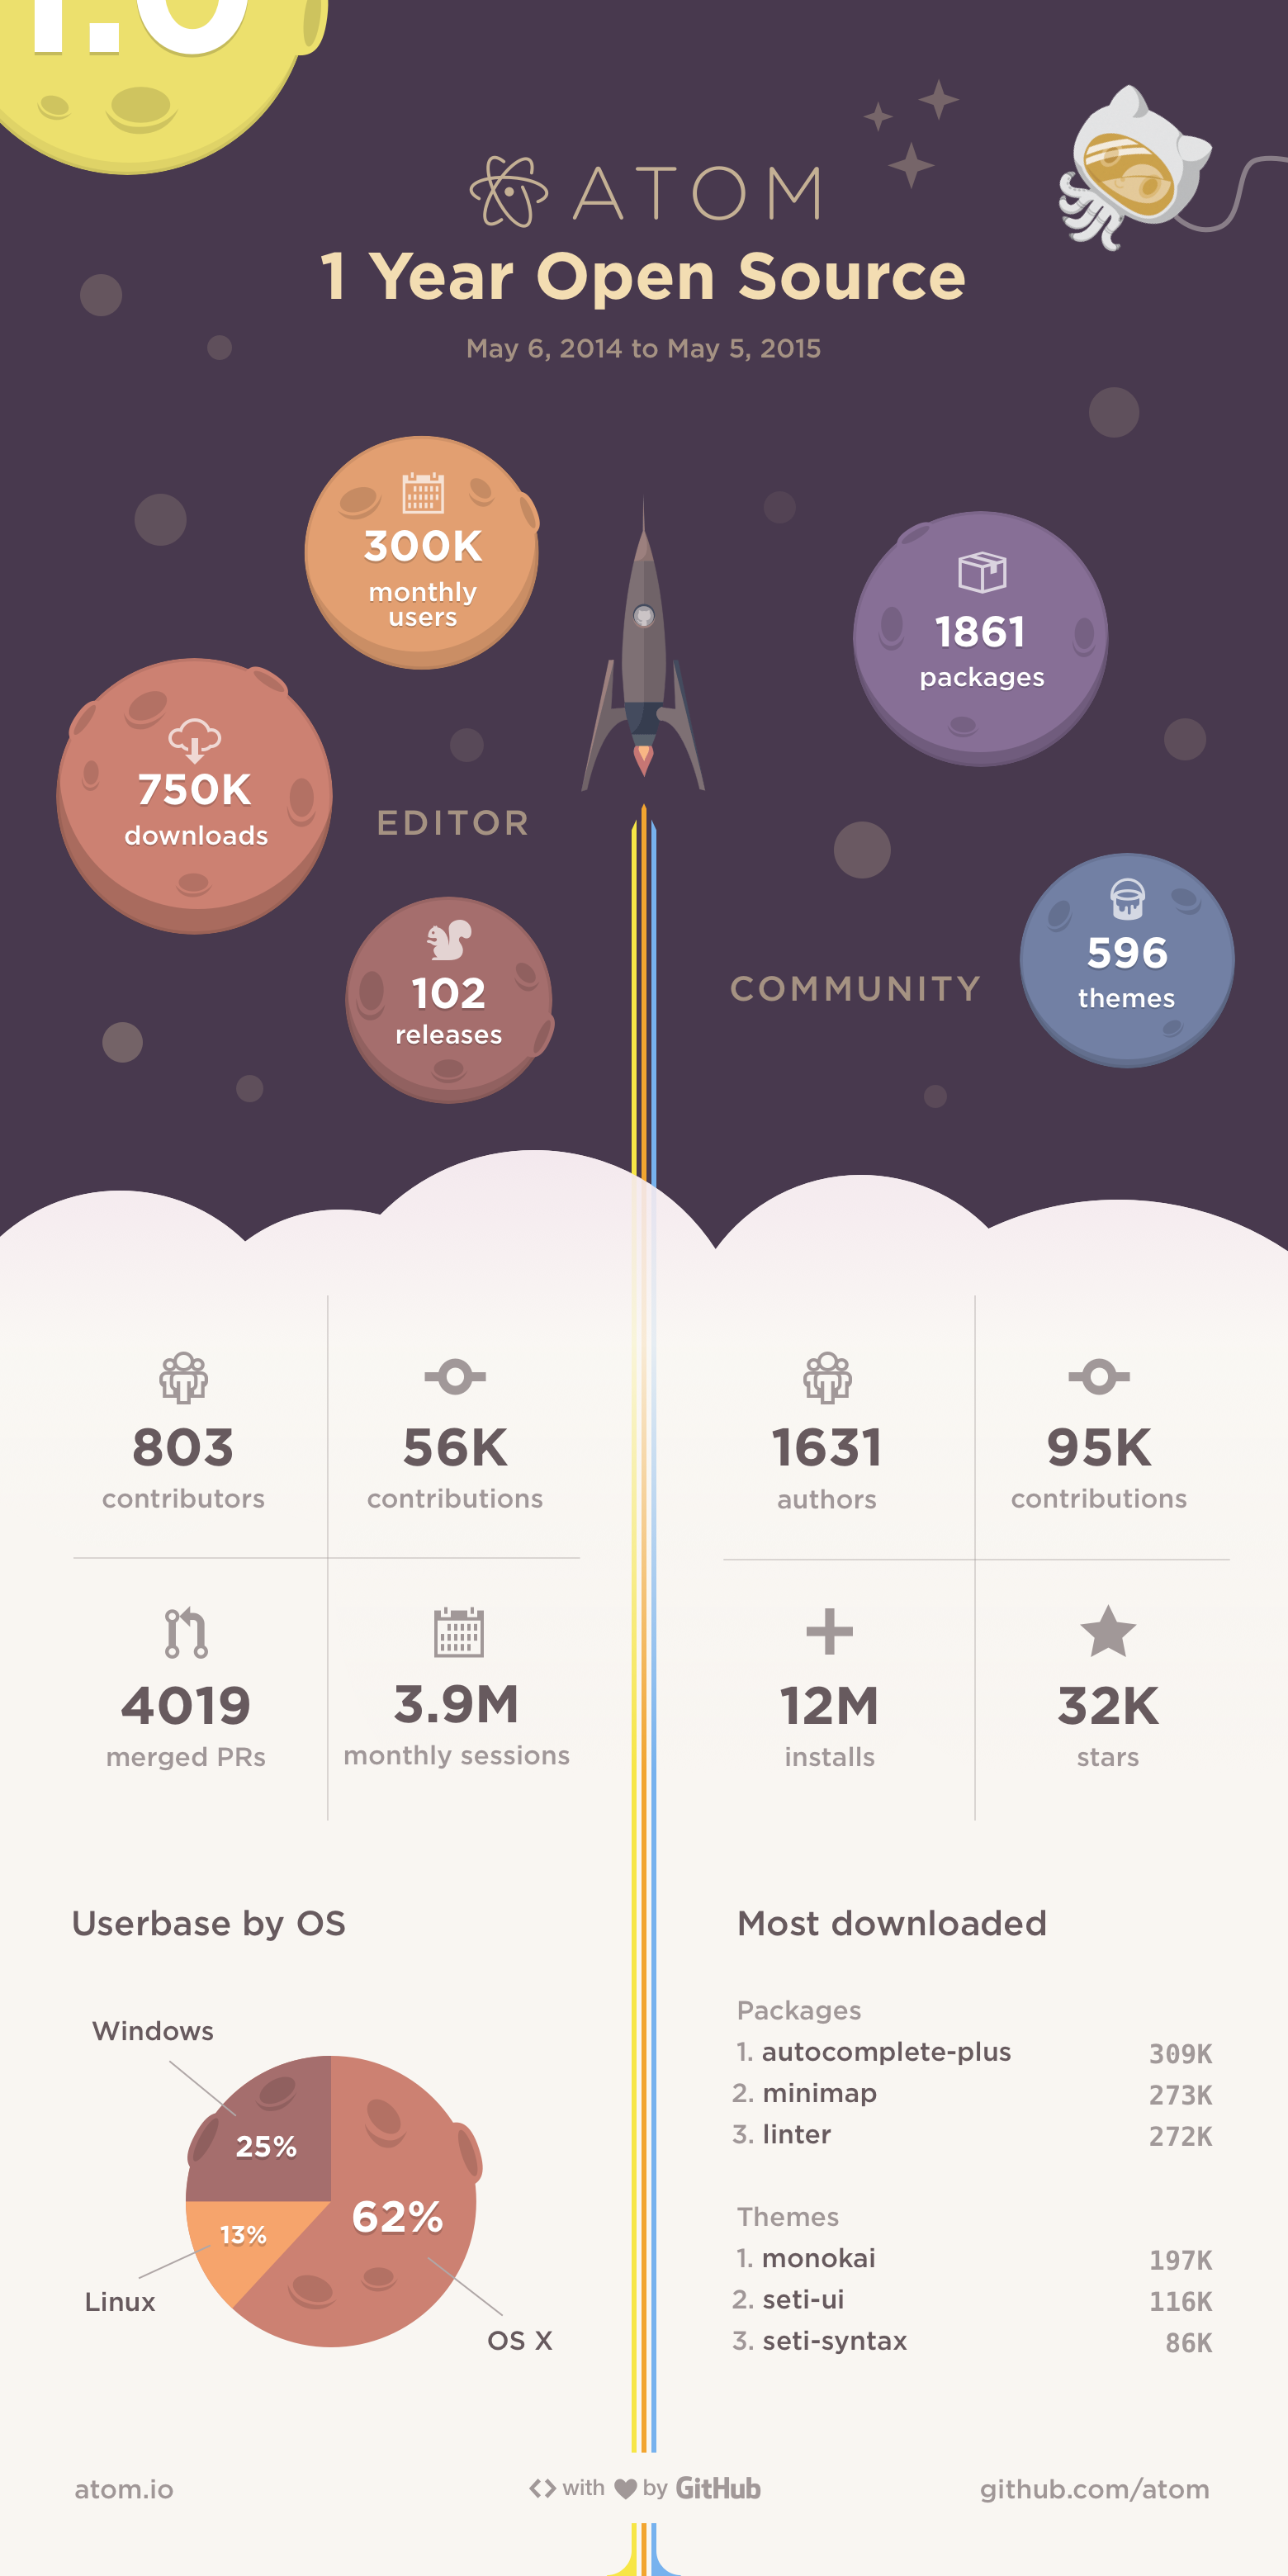 1.0
ATOM
1 Year Open Source
May 6, 2014 to May 5, 2015
300K
monthly
users
1861
packages
750K
downloads
EDITOR
102
releases
COMMUNITY
596
themes
803
contributors
56K
contributions
1631
authors
95K
contributions
4019
merged PRs
3.9M
monthly sessions
12M
installs
32K
stars
Userbase by OS
Windows
25%
62%
13%
Linux
OS X
Most downloaded
Packages
1. autocomplete-plus 309K
2. minimap 273K
3. linter 272K
Themes
1. monokai 197K
2. seti-ui 116K
3. seti-syntax 86K
atom.io
<> with ♥ by GitHub
github.com/atom